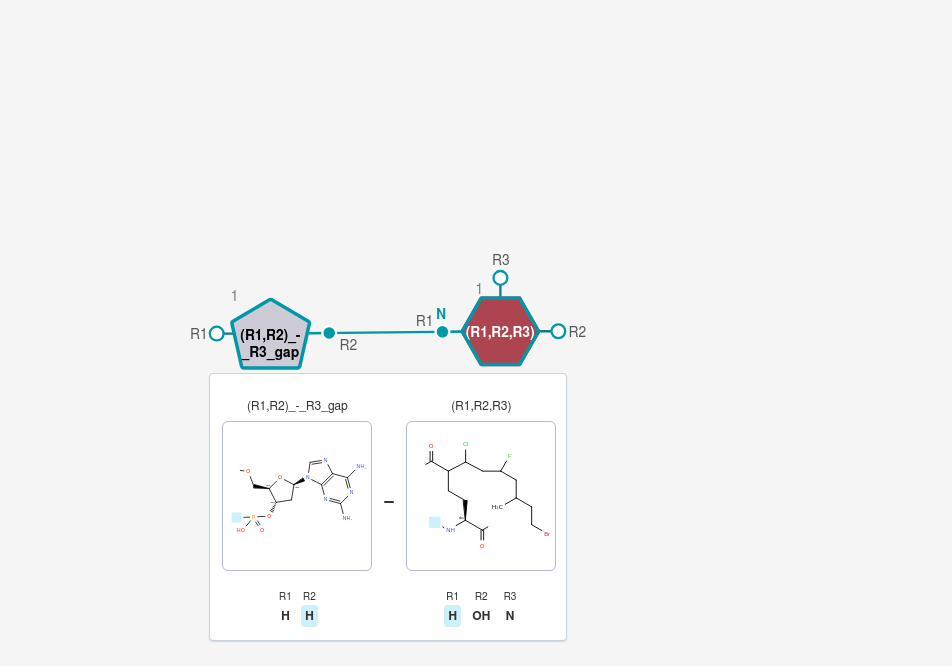 R3
1
1
N
R1
R1
(R1,R2)_-
_R3_gap
(R1,R2,R3)
R2
R2
(R1,R2)_-_R3_gap
(R1,R2,R3)
O
O
N
N
NH₂
N
N
N
NH₂
O
P
HO
O
O
Cl
F
H₃C
Br
NH
O
–
R1
R2
R1
R2
R3
H
H
H
OH
N